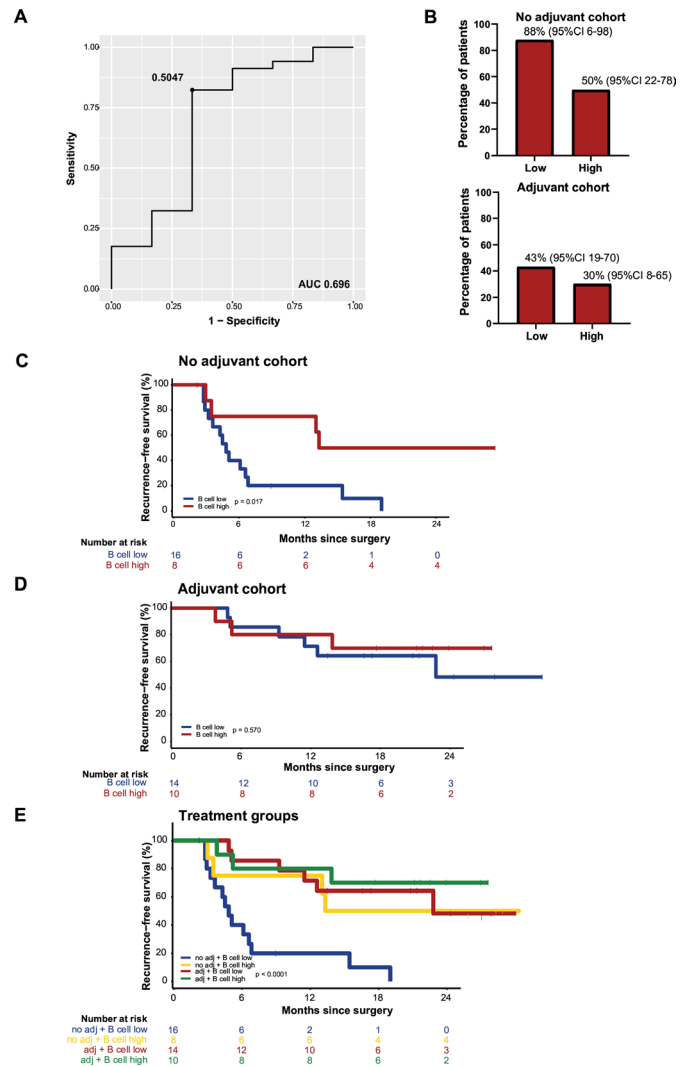 A
1.00
0.75
0.50
0.25
0.00
Sensitivity
0.5047
AUC 0.696
0.00 0.25 0.50 0.75 1.00
1 − Specificity
B
No adjuvant cohort
88% (95%CI 6-98)
50% (95%CI 22-78)
Percentage of patients
100
80
60
40
20
0
Low High
Adjuvant cohort
43% (95%CI 19-70)
30% (95%CI 8-65)
Percentage of patients
100
80
60
40
20
0
Low High
C
No adjuvant cohort
Recurrence−free survival (%)
100
80
60
40
20
0
B cell low
B cell high
p = 0.017
0 6 12 18 24
Months since surgery
Number at risk
B cell low 16 6 2 1 0
B cell high 8 6 6 4 4
D
Adjuvant cohort
Recurrence−free survival (%)
100
80
60
40
20
0
B cell low
B cell high
p = 0.570
0 6 12 18 24
Months since surgery
Number at risk
B cell low 14 12 10 6 3
B cell high 10 8 8 6 2
E
Treatment groups
Recurrence−free survival (%)
100
80
60
40
20
0
no adj + B cell low
no adj + B cell high
adj + B cell low
adj + B cell high
p < 0.0001
0 6 12 18 24
Months since surgery
Number at risk
no adj + B cell low 16 6 2 1 0
no adj + B cell high 8 6 6 4 4
adj + B cell low 14 12 10 6 3
adj + B cell high 10 8 8 6 2